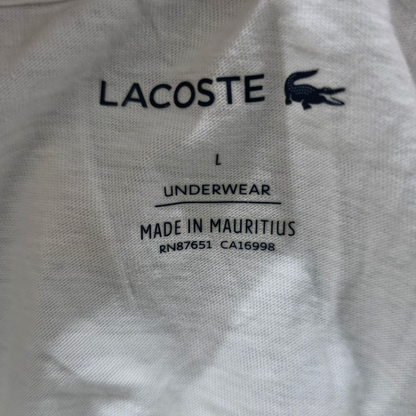 LACOSTE
L
UNDERWEAR
MADE IN MAURITIUS
RN87651 CA16998